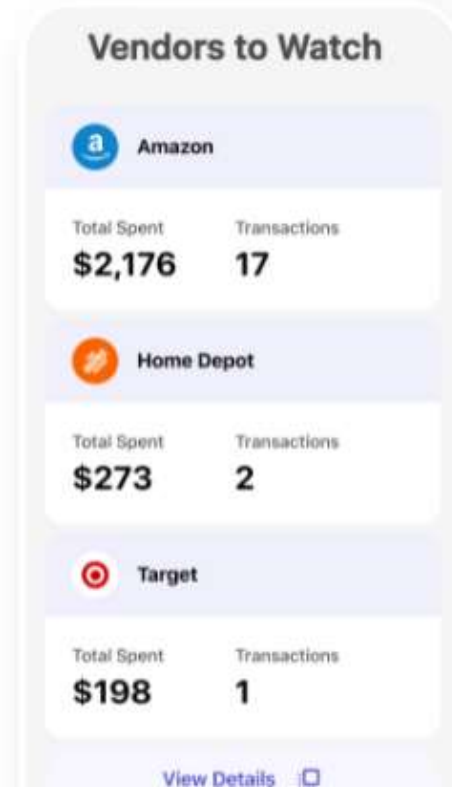 Vendors to Watch
a Amazon
Total Spent Transactions
$2,176 17
Home Depot
Total Spent Transactions
$273 2
Target
Total Spent Transactions
$198 1
View Details